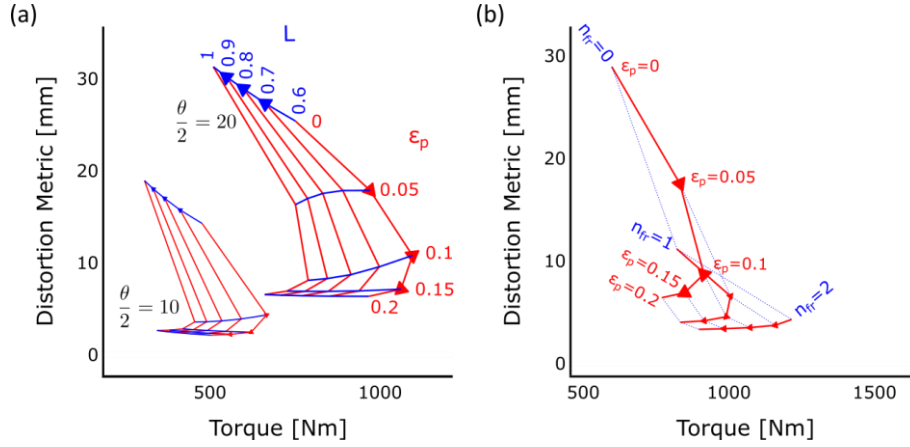 (a)
L
1
0.9
0.8
0.7
0.6
0
εp
0.05
0.1
0.15
0.2
θ/2 = 20
θ/2 = 10
30
20
10
0
Distortion Metric [mm]
500
1000
Torque [Nm]
(b)
nfr=0
εp=0
εp=0.05
nfr=1
εp=0.1
εp=0.15
εp=0.2
nfr=2
30
20
10
0
Distortion Metric [mm]
500
1000
1500
Torque [Nm]